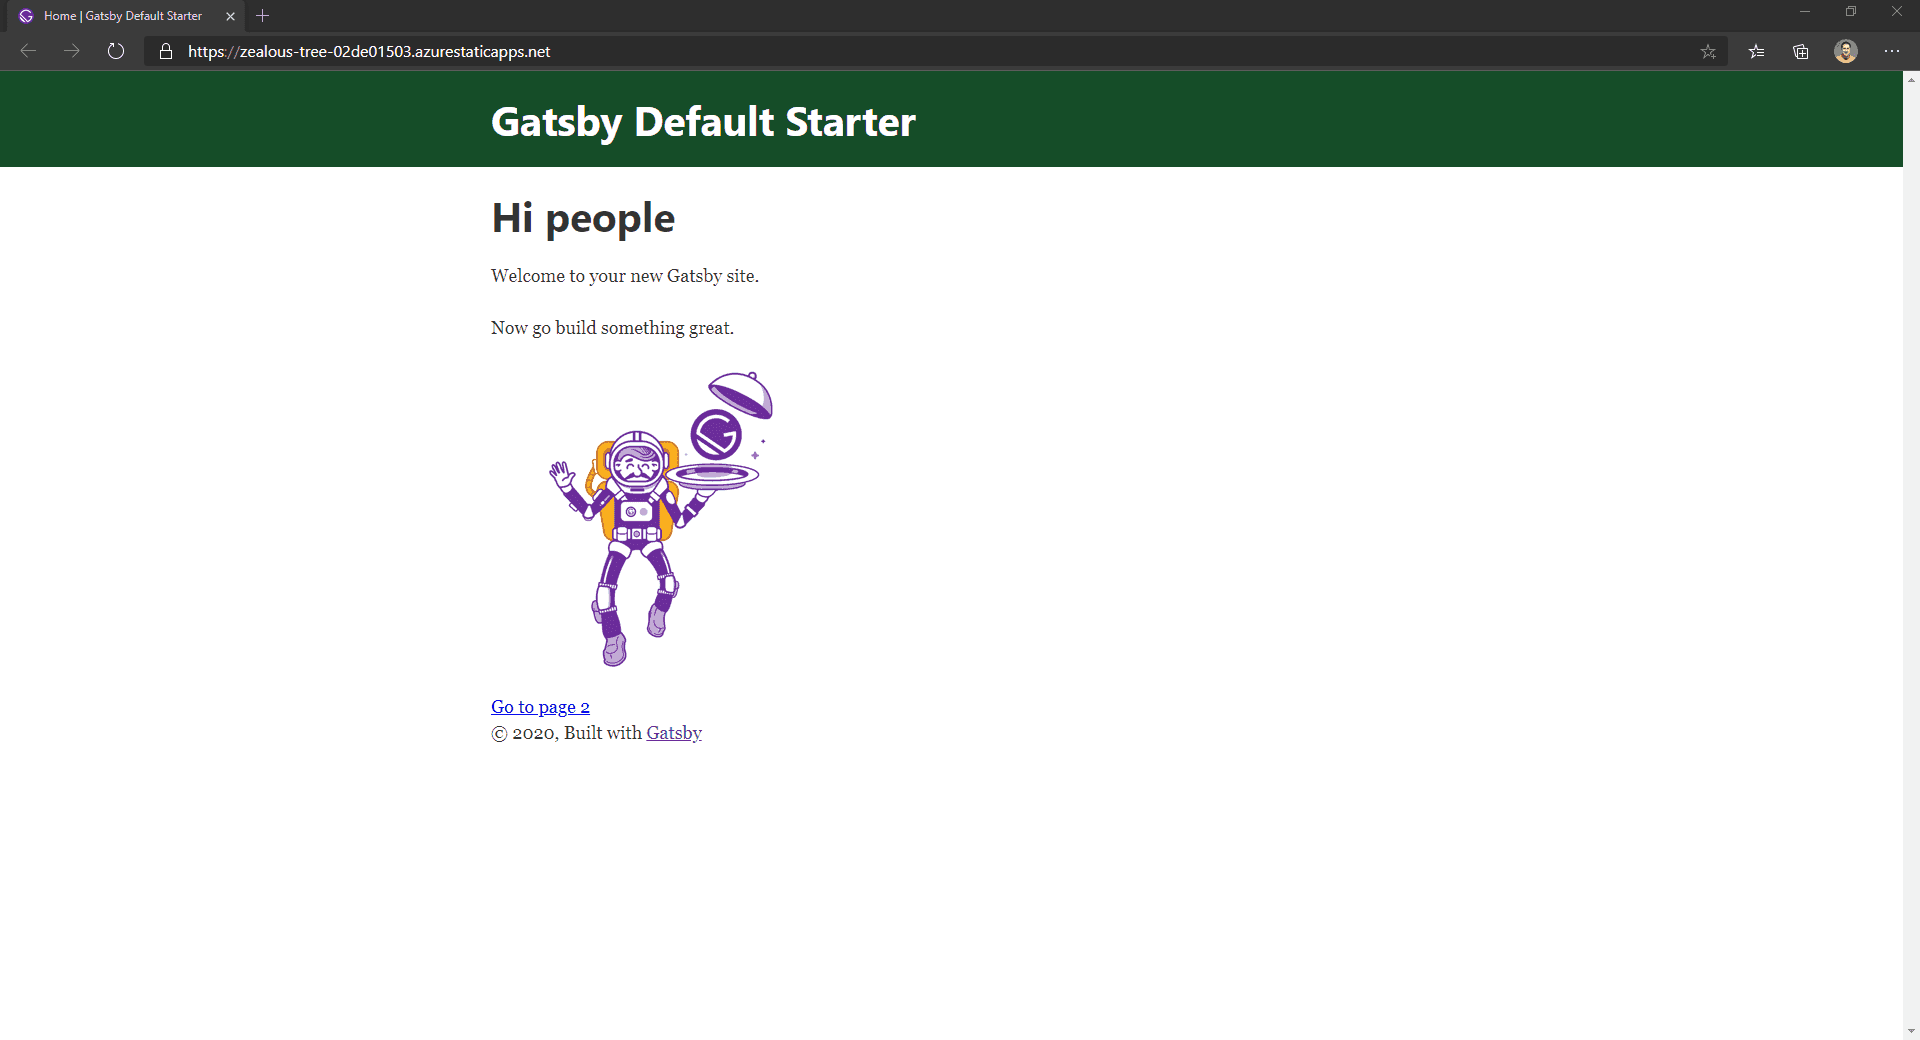 Home | Gatsby Default Starter
https://zealous-tree-02de01503.azurestaticapps.net
Gatsby Default Starter
Hi people
Welcome to your new Gatsby site.
Now go build something great.
Go to page 2
© 2020, Built with Gatsby